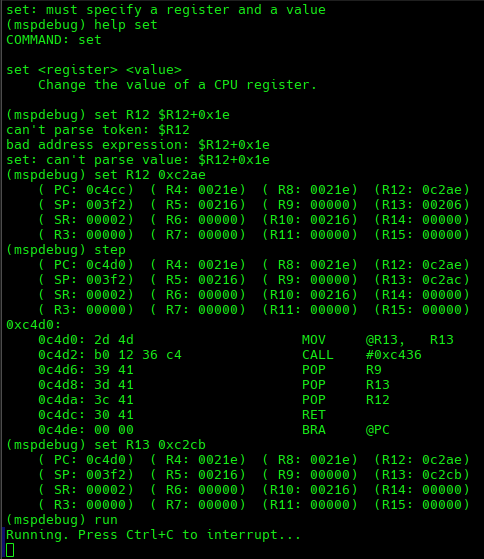 set: must specify a register and a value
(mspdebug) help set
COMMAND: set

set <register> <value>
    Change the value of a CPU register.

(mspdebug) set R12 $R12+0x1e
can't parse token: $R12
bad address expression: $R12+0x1e
set: can't parse value: $R12+0x1e
(mspdebug) set R12 0xc2ae
    ( PC: 0c4cc)  ( R4: 0021e)  ( R8: 0021e)  (R12: 0c2ae)
    ( SP: 003f2)  ( R5: 00216)  ( R9: 00000)  (R13: 00206)
    ( SR: 00002)  ( R6: 00000)  (R10: 00216)  (R14: 00000)
    ( R3: 00000)  ( R7: 00000)  (R11: 00000)  (R15: 00000)
(mspdebug) step
    ( PC: 0c4d0)  ( R4: 0021e)  ( R8: 0021e)  (R12: 0c2ae)
    ( SP: 003f2)  ( R5: 00216)  ( R9: 00000)  (R13: 0c2ac)
    ( SR: 00002)  ( R6: 00000)  (R10: 00216)  (R14: 00000)
    ( R3: 00000)  ( R7: 00000)  (R11: 00000)  (R15: 00000)
0xc4d0:
    0c4d0: 2d 4d                     MOV     @R13,   R13
    0c4d2: b0 12 36 c4               CALL    #0xc436
    0c4d6: 39 41                     POP     R9
    0c4d8: 3d 41                     POP     R13
    0c4da: 3c 41                     POP     R12
    0c4dc: 30 41                     RET
    0c4de: 00 00                     BRA     @PC
(mspdebug) set R13 0xc2cb
    ( PC: 0c4d0)  ( R4: 0021e)  ( R8: 0021e)  (R12: 0c2ae)
    ( SP: 003f2)  ( R5: 00216)  ( R9: 00000)  (R13: 0c2cb)
    ( SR: 00002)  ( R6: 00000)  (R10: 00216)  (R14: 00000)
    ( R3: 00000)  ( R7: 00000)  (R11: 00000)  (R15: 00000)
(mspdebug) run
Running. Press Ctrl+C to interrupt...